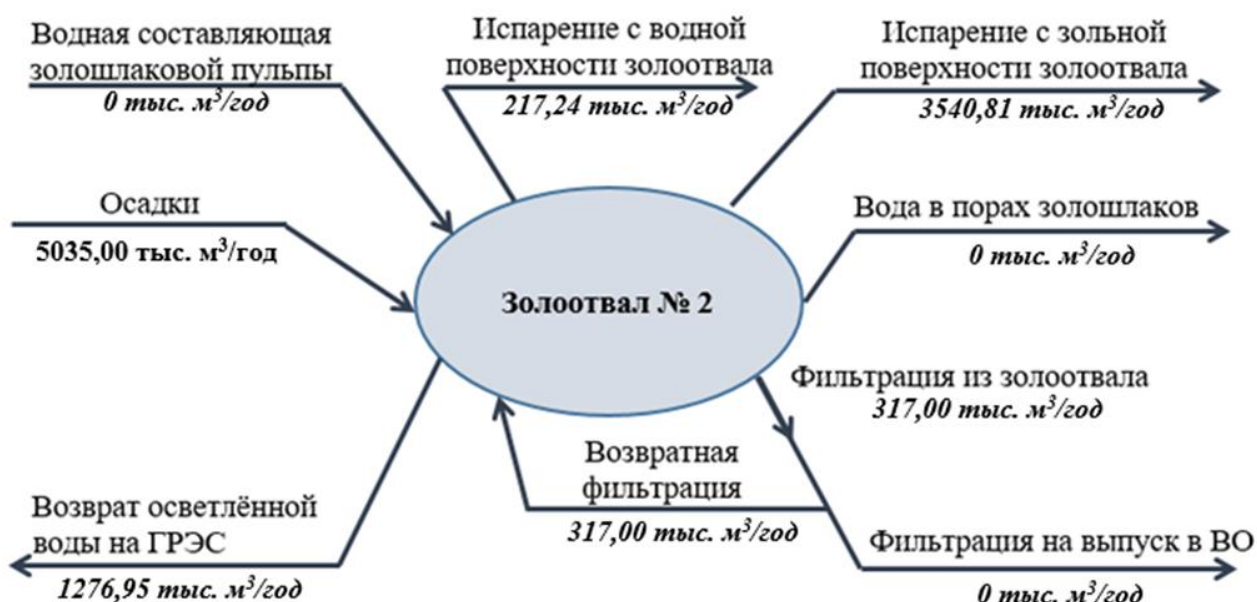 Водная составляющая
золошлаковой пульпы
0 тыс. м³/год
Испарение с водной
поверхности золоотвала
217,24 тыс. м³/год
Испарение с зольной
поверхности золоотвала
3540,81 тыс. м³/год
Осадки
5035,00 тыс. м³/год
Вода в порах золошлаков
0 тыс. м³/год
Золоотвал № 2
Фильтрация из золоотвала
317,00 тыс. м³/год
Возвратная
фильтрация
317,00 тыс. м³/год
Возврат осветлённой
воды на ГРЭС
1276,95 тыс. м³/год
Фильтрация на выпуск в ВО
0 тыс. м³/год